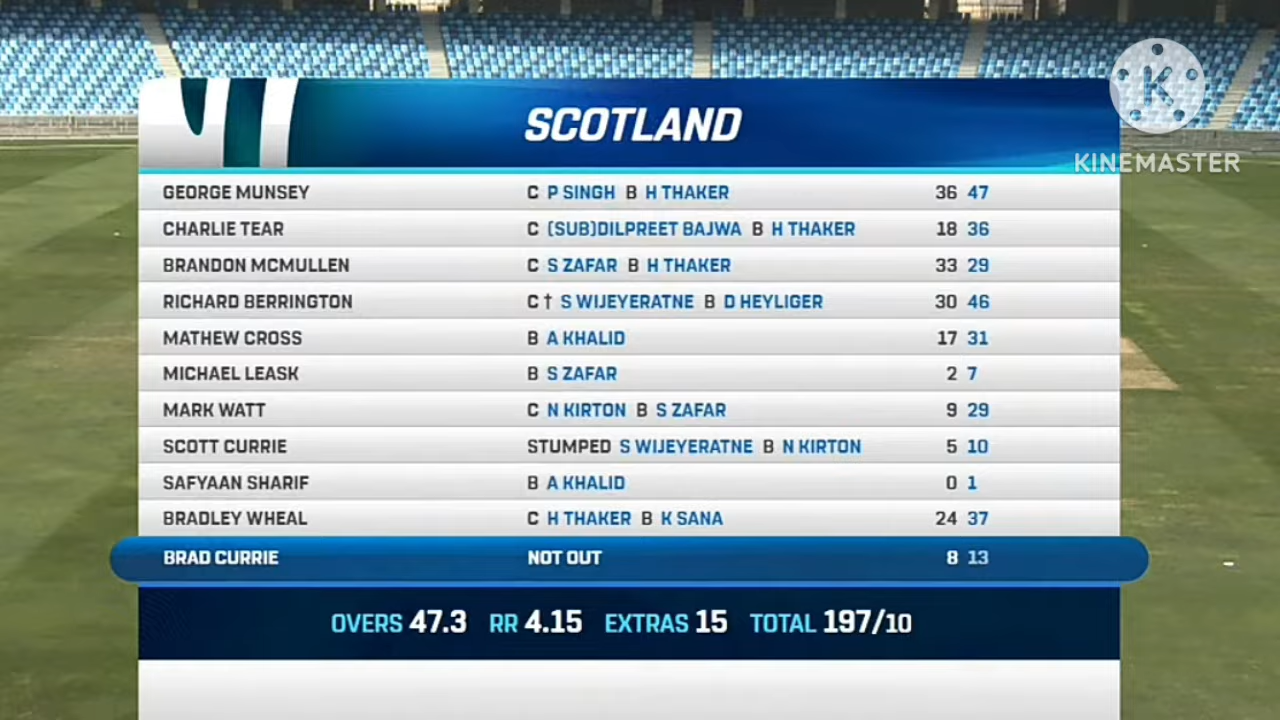 SCOTLAND
K
KINEMASTER
GEORGE MUNSEY C P SINGH B H THAKER 36 47
CHARLIE TEAR C (SUB)DILPREET BAJWA B H THAKER 18 36
BRANDON MCMULLEN C S ZAFAR B H THAKER 33 29
RICHARD BERRINGTON C† S WIJEYERATNE B D HEYLIGER 30 46
MATHEW CROSS B A KHALID 17 31
MICHAEL LEASK B S ZAFAR 2 7
MARK WATT C N KIRTON B S ZAFAR 9 29
SCOTT CURRIE STUMPED S WIJEYERATNE B N KIRTON 5 10
SAFYAAN SHARIF B A KHALID 0 1
BRADLEY WHEAL C H THAKER B K SANA 24 37
BRAD CURRIE NOT OUT 8 13
OVERS 47.3 RR 4.15 EXTRAS 15 TOTAL 197/10